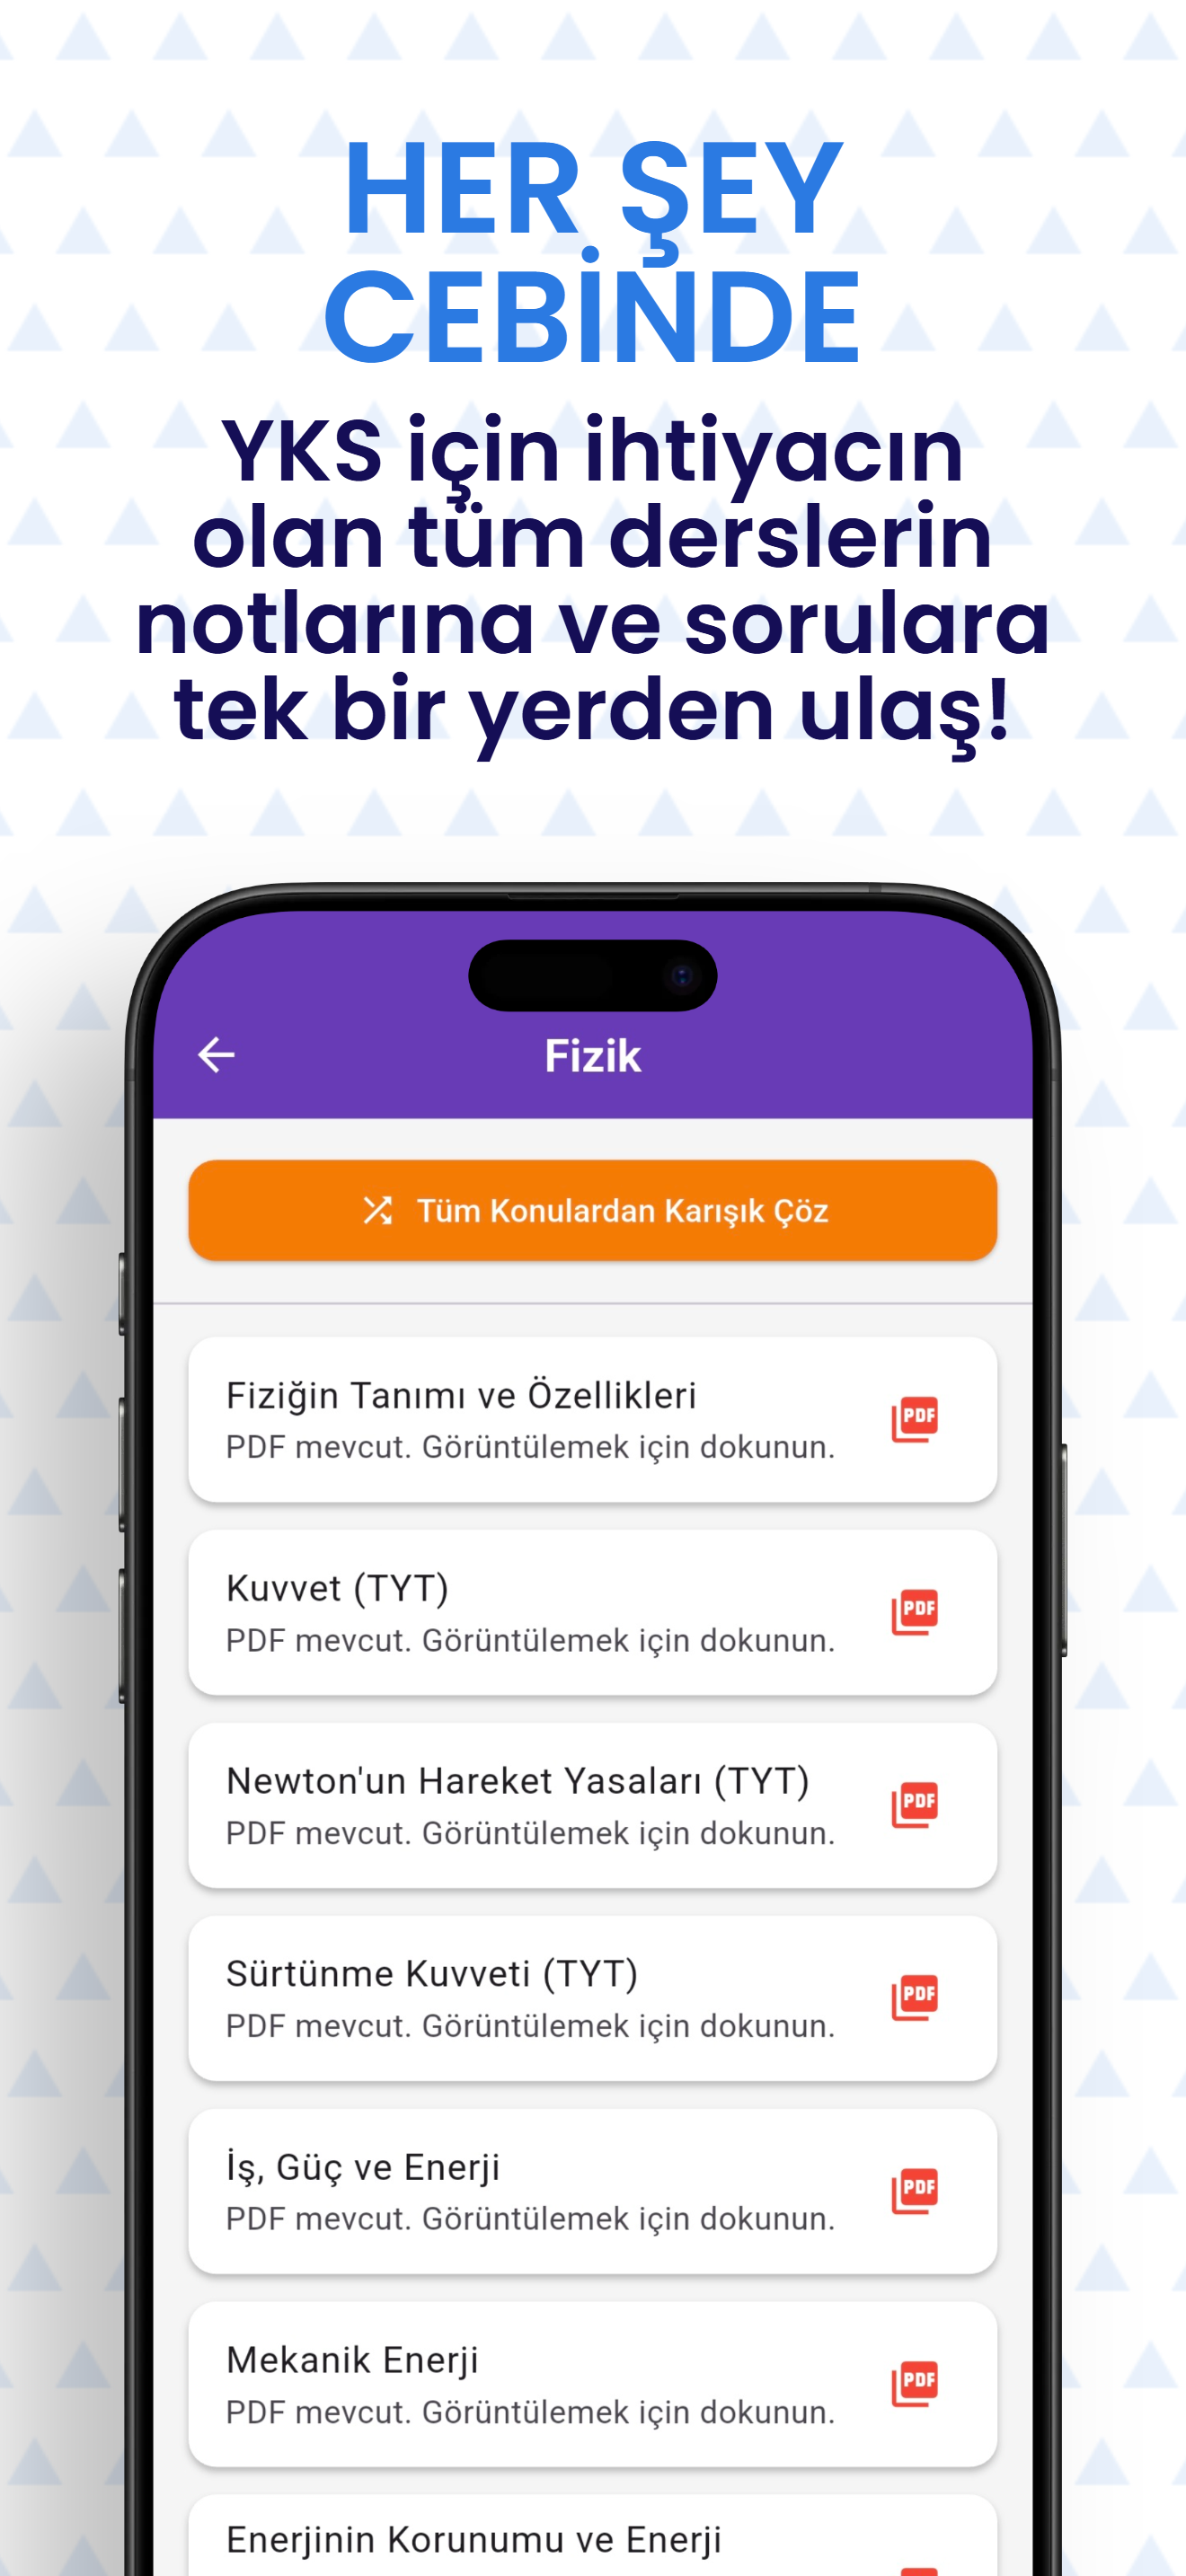 HER ŞEY
CEBİNDE
YKS için ihtiyacın
olan tüm derslerin
notlarına ve sorulara
tek bir yerden ulaş!
Fizik
Tüm Konulardan Karışık Çöz
Fiziğin Tanımı ve Özellikleri
PDF mevcut. Görüntülemek için dokunun.
PDF
Kuvvet (TYT)
PDF mevcut. Görüntülemek için dokunun.
PDF
Newton'un Hareket Yasaları (TYT)
PDF mevcut. Görüntülemek için dokunun.
PDF
Sürtünme Kuvveti (TYT)
PDF mevcut. Görüntülemek için dokunun.
PDF
İş, Güç ve Enerji
PDF mevcut. Görüntülemek için dokunun.
PDF
Mekanik Enerji
PDF mevcut. Görüntülemek için dokunun.
PDF
Enerjinin Korunumu ve Enerji